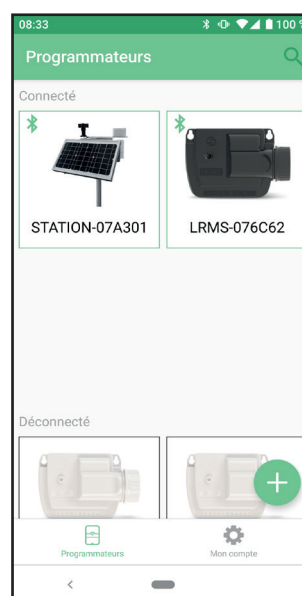 08:33 100 %
Programmateurs
Connecté
STATION-07A301 LRMS-076C62
Déconnecté
Programmateurs Mon compte